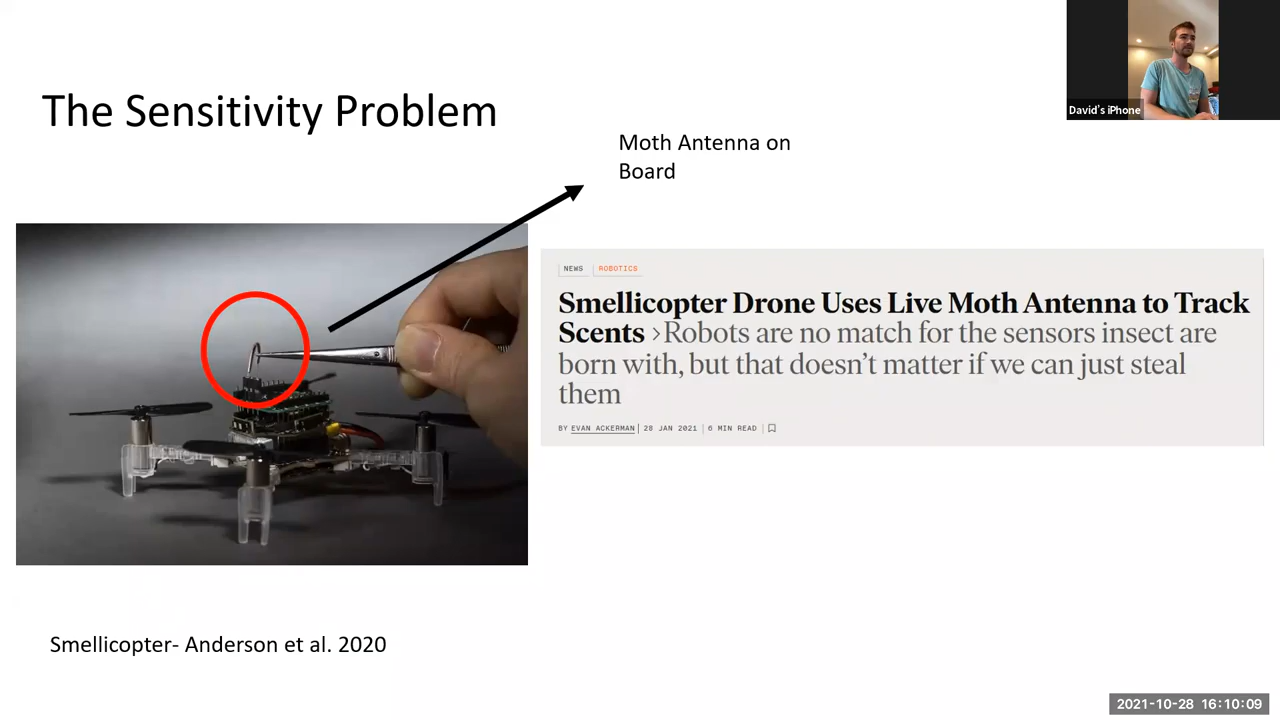 David's iPhone
The Sensitivity Problem
Moth Antenna on
Board
NEWS ROBOTICS
Smellicopter Drone Uses Live Moth Antenna to Track
Scents ›Robots are no match for the sensors insect are
born with, but that doesn't matter if we can just steal
them
BY EVAN ACKERMAN | 28 JAN 2021 | 6 MIN READ |
Smellicopter- Anderson et al. 2020
2021-10-28 16:10:09